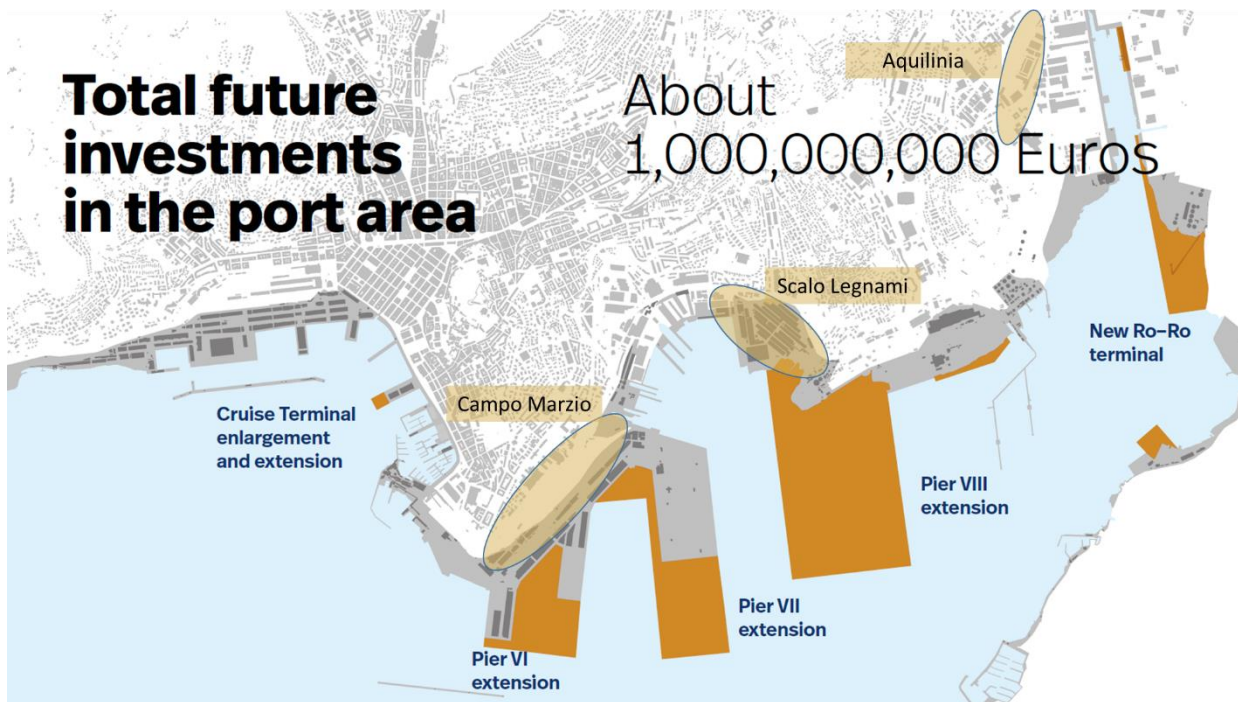 Total future
investments
in the port area
About
1,000,000,000 Euros
Aquilinia
Scalo Legnami
New Ro–Ro
terminal
Campo Marzio
Cruise Terminal
enlargement
and extension
Pier VIII
extension
Pier VII
extension
Pier VI
extension